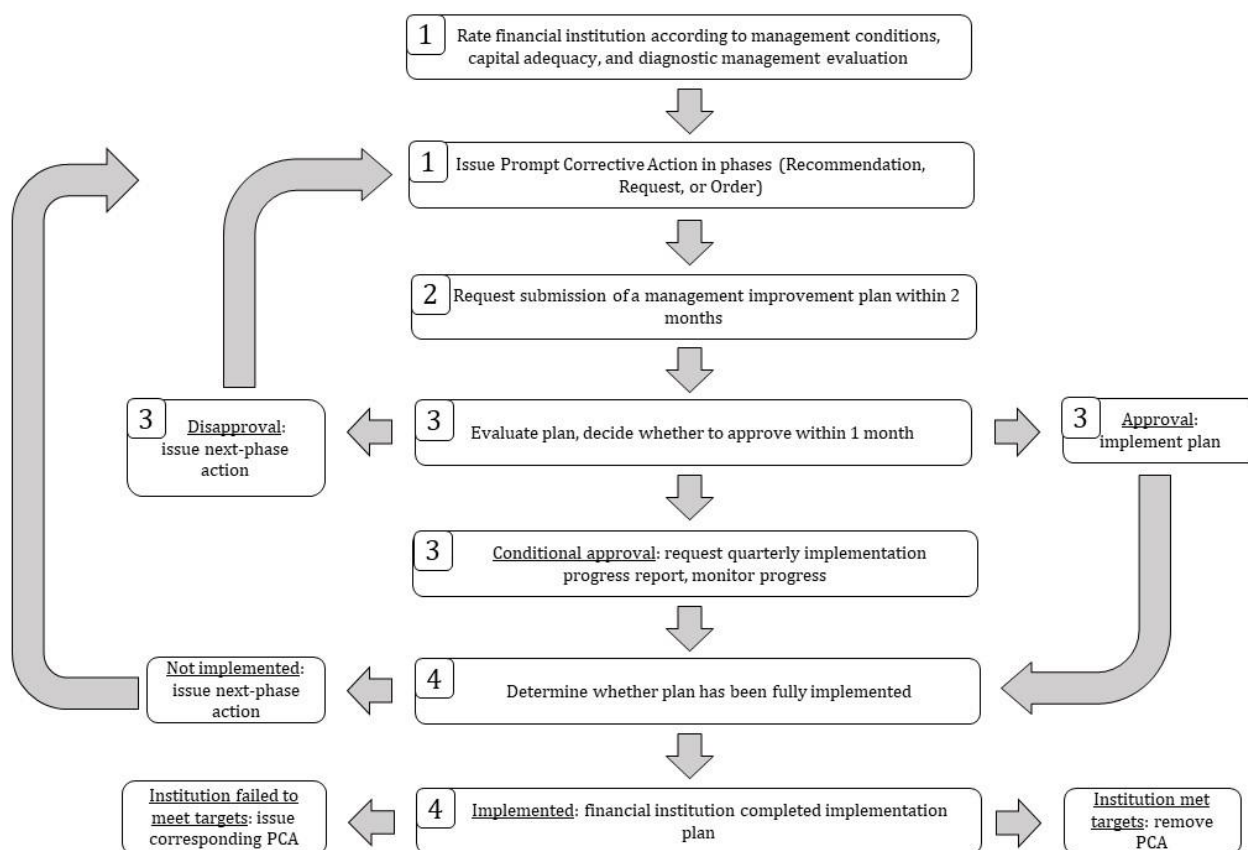 1
Rate financial institution according to management conditions,
capital adequacy, and diagnostic management evaluation
1
Issue Prompt Corrective Action in phases (Recommendation,
Request, or Order)
2
Request submission of a management improvement plan within 2
months
3
Disapproval:
issue next-phase
action
3
Evaluate plan, decide whether to approve within 1 month
3
Approval:
implement plan
3
Conditional approval: request quarterly implementation
progress report, monitor progress
Not implemented:
issue next-phase
action
4
Determine whether plan has been fully implemented
Institution failed to
meet targets: issue
corresponding PCA
4
Implemented: financial institution completed implementation
plan
Institution met
targets: remove
PCA